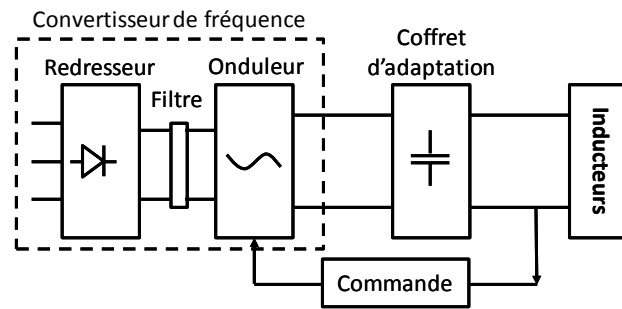 Convertisseur de fréquence
Redresseur
Filtre
Onduleur
Coffret
d'adaptation
Inducteurs
Commande